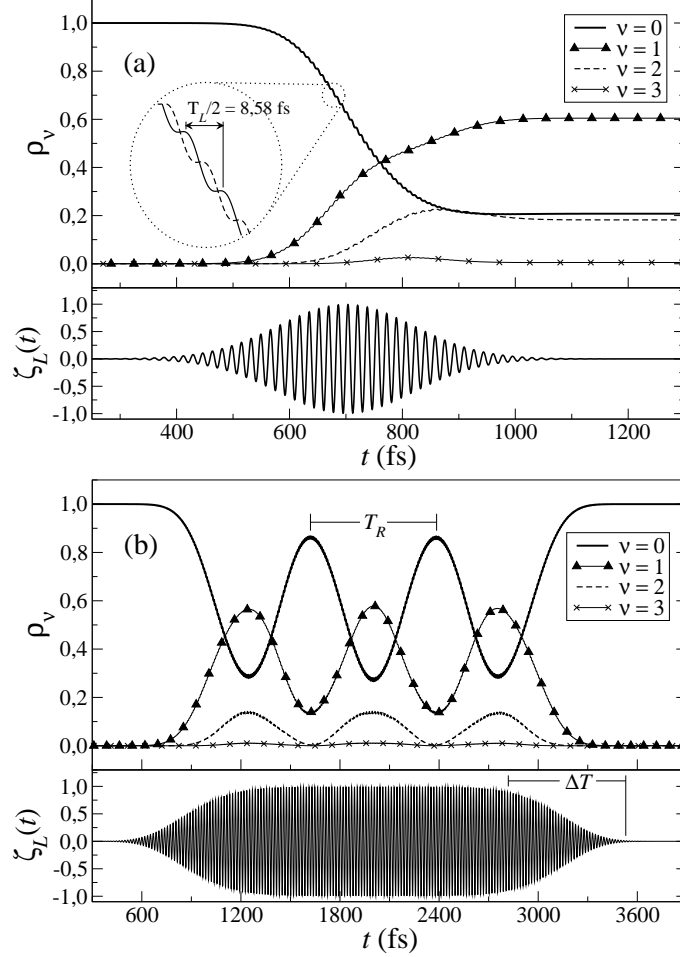 1,0
0,8
0,6
0,4
0,2
0,0
ρν
(a)
T_L/2 = 8,58 fs
ν = 0
ν = 1
ν = 2
ν = 3
1,0
0,5
0,0
-0,5
-1,0
ζ_L(t)
400 600 800 1000 1200
t (fs)
1,0
0,8
0,6
0,4
0,2
0,0
ρν
(b)
T_R
ν = 0
ν = 1
ν = 2
ν = 3
1,0
0,5
0,0
-0,5
-1,0
ζ_L(t)
ΔT
600 1200 1800 2400 3000 3600
t (fs)